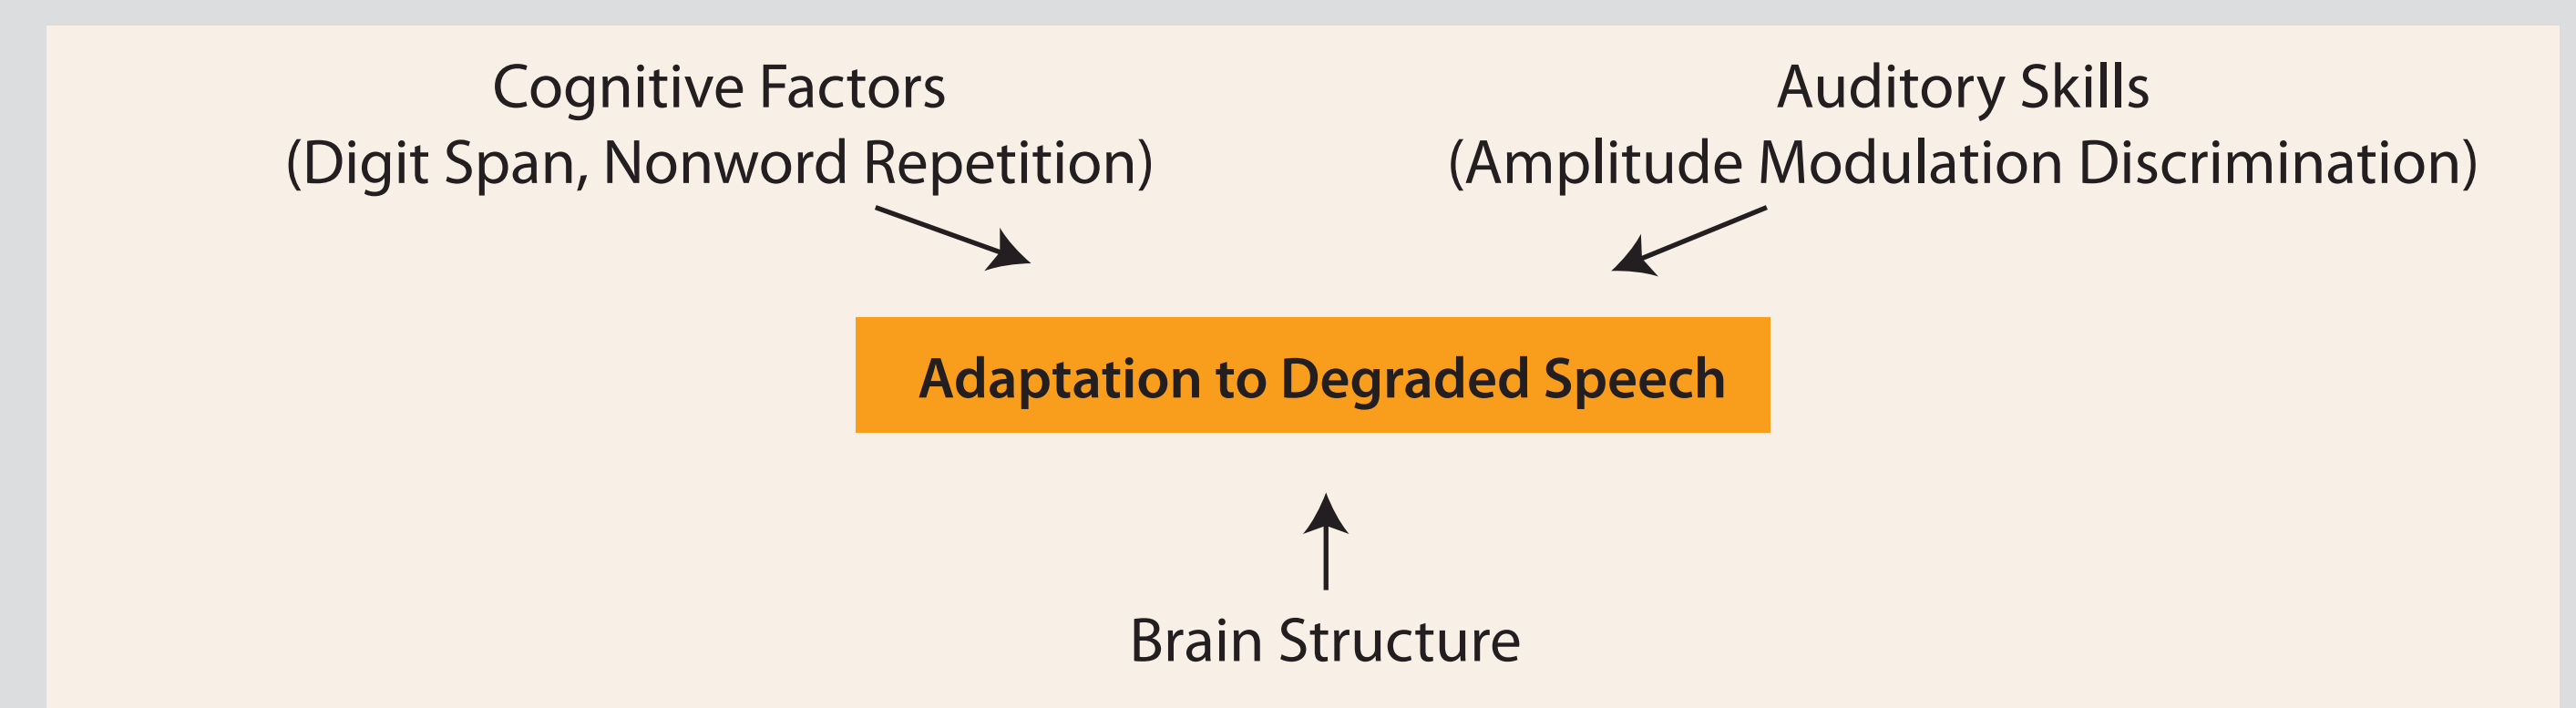 Cognitive Factors
(Digit Span, Nonword Repetition)
Auditory Skills
(Amplitude Modulation Discrimination)
Adaptation to Degraded Speech
Brain Structure